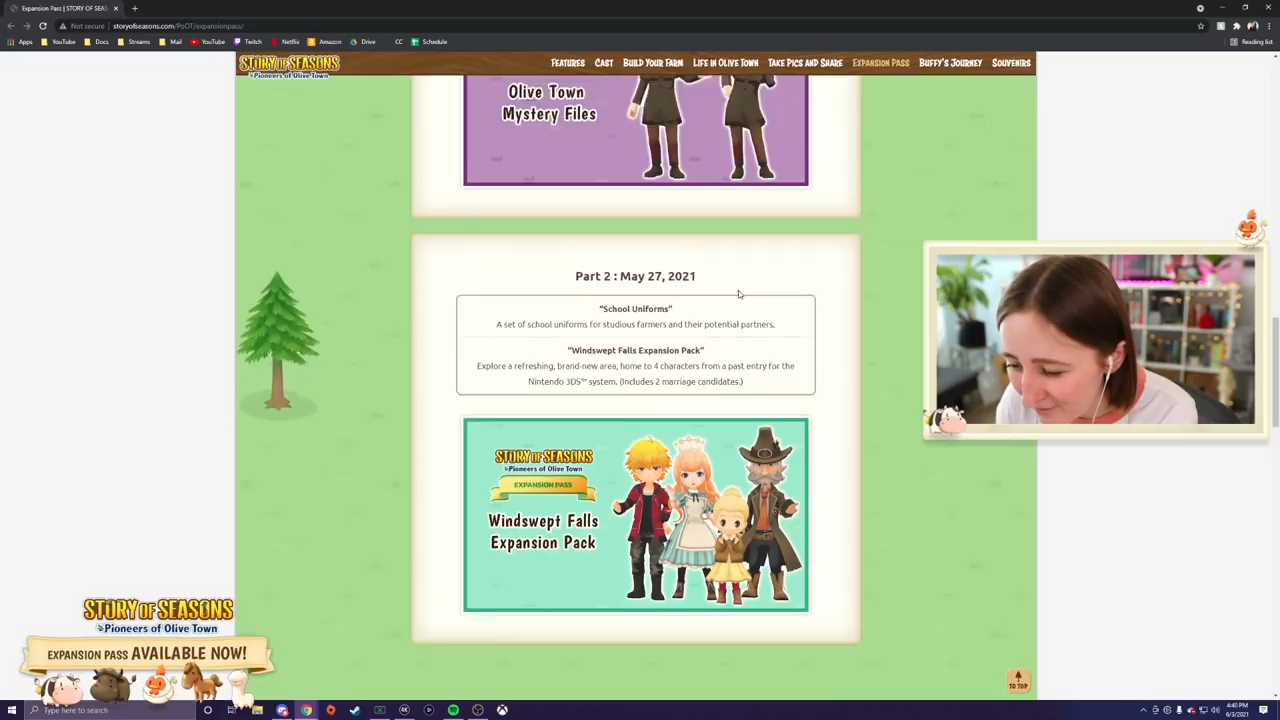 Expansion Pass | STORY OF SEAS
Not secure | storyofseasons.com/PoOT/expansionpass/
Apps YouTube Docs Streams Mail YouTube Twitch Netflix Amazon Drive CC Schedule Reading list
STORY OF SEASONS
Pioneers of Olive Town
FEATURES CAST BUILD YOUR FARM LIFE IN OLIVE TOWN TAKE PICS AND SHARE EXPANSION PASS BUFFY'S JOURNEY SOUVENIRS
Olive Town
Mystery Files
Part 2 : May 27, 2021
"School Uniforms"
A set of school uniforms for studious farmers and their potential partners.
"Windswept Falls Expansion Pack"
Explore a refreshing, brand-new area, home to 4 characters from a past entry for the
Nintendo 3DS™ system. (Includes 2 marriage candidates.)
STORY OF SEASONS
Pioneers of Olive Town
EXPANSION PASS
Windswept Falls
Expansion Pack
STORY OF SEASONS
Pioneers of Olive Town
EXPANSION PASS AVAILABLE NOW!
TO TOP
Type here to search
4:40 PM
6/3/2021